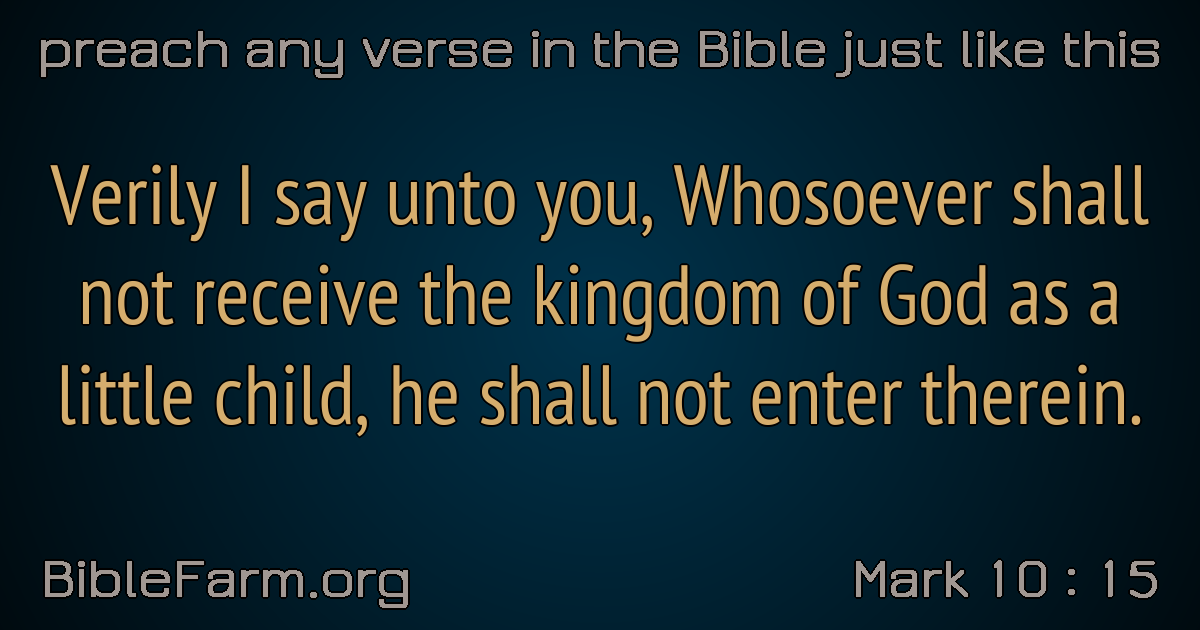 preach any verse in the Bible just like this
Verily I say unto you, Whosoever shall
not receive the kingdom of God as a
little child, he shall not enter therein.
BibleFarm.org
Mark 10 : 15